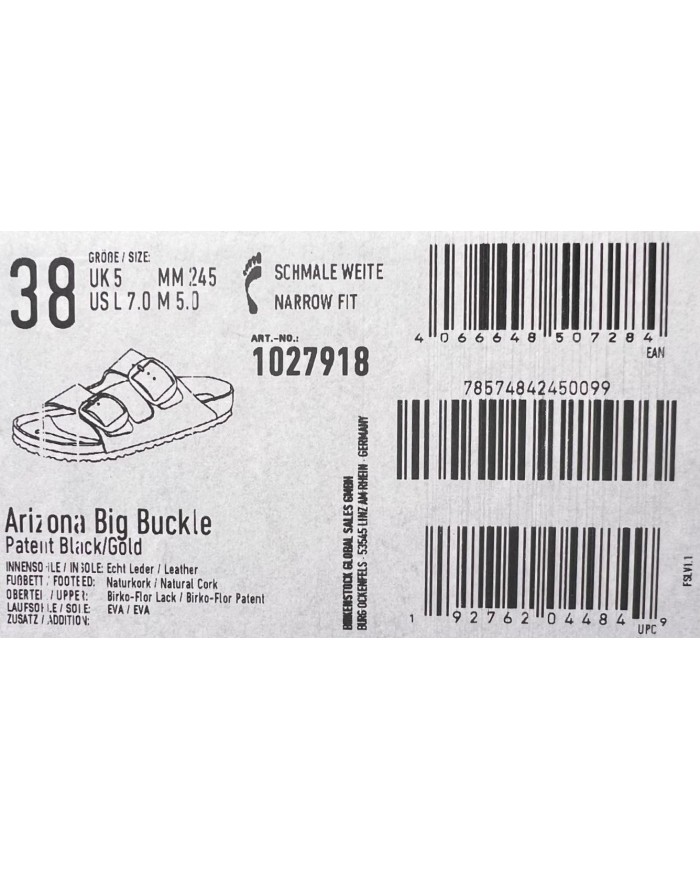 38
GRÖßE / SIZE:
UK 5 MM 245
US L 7.0 M 5.0
SCHMALE WEITE
NARROW FIT
ART.-NO.:
1027918
Arizona Big Buckle
Patent Black/Gold
INNENSOHLE / INSOLE: Echt Leder / Leather
FUßBETT / FOOTBED: Naturkork / Natural Cork
OBERTEIL / UPPER: Birko-Flor Lack / Birko-Flor Patent
LAUFSOHLE / SOLE: EVA / EVA
ZUSATZ / ADDITION:
BIRKENSTOCK GLOBAL SALES GMBH
BURG OCKENFELS · 53545 LINZ AM RHEIN · GERMANY
4 066648 507284
EAN
78574842450099
1 92762 04484 9
UPC
FSLV1.1